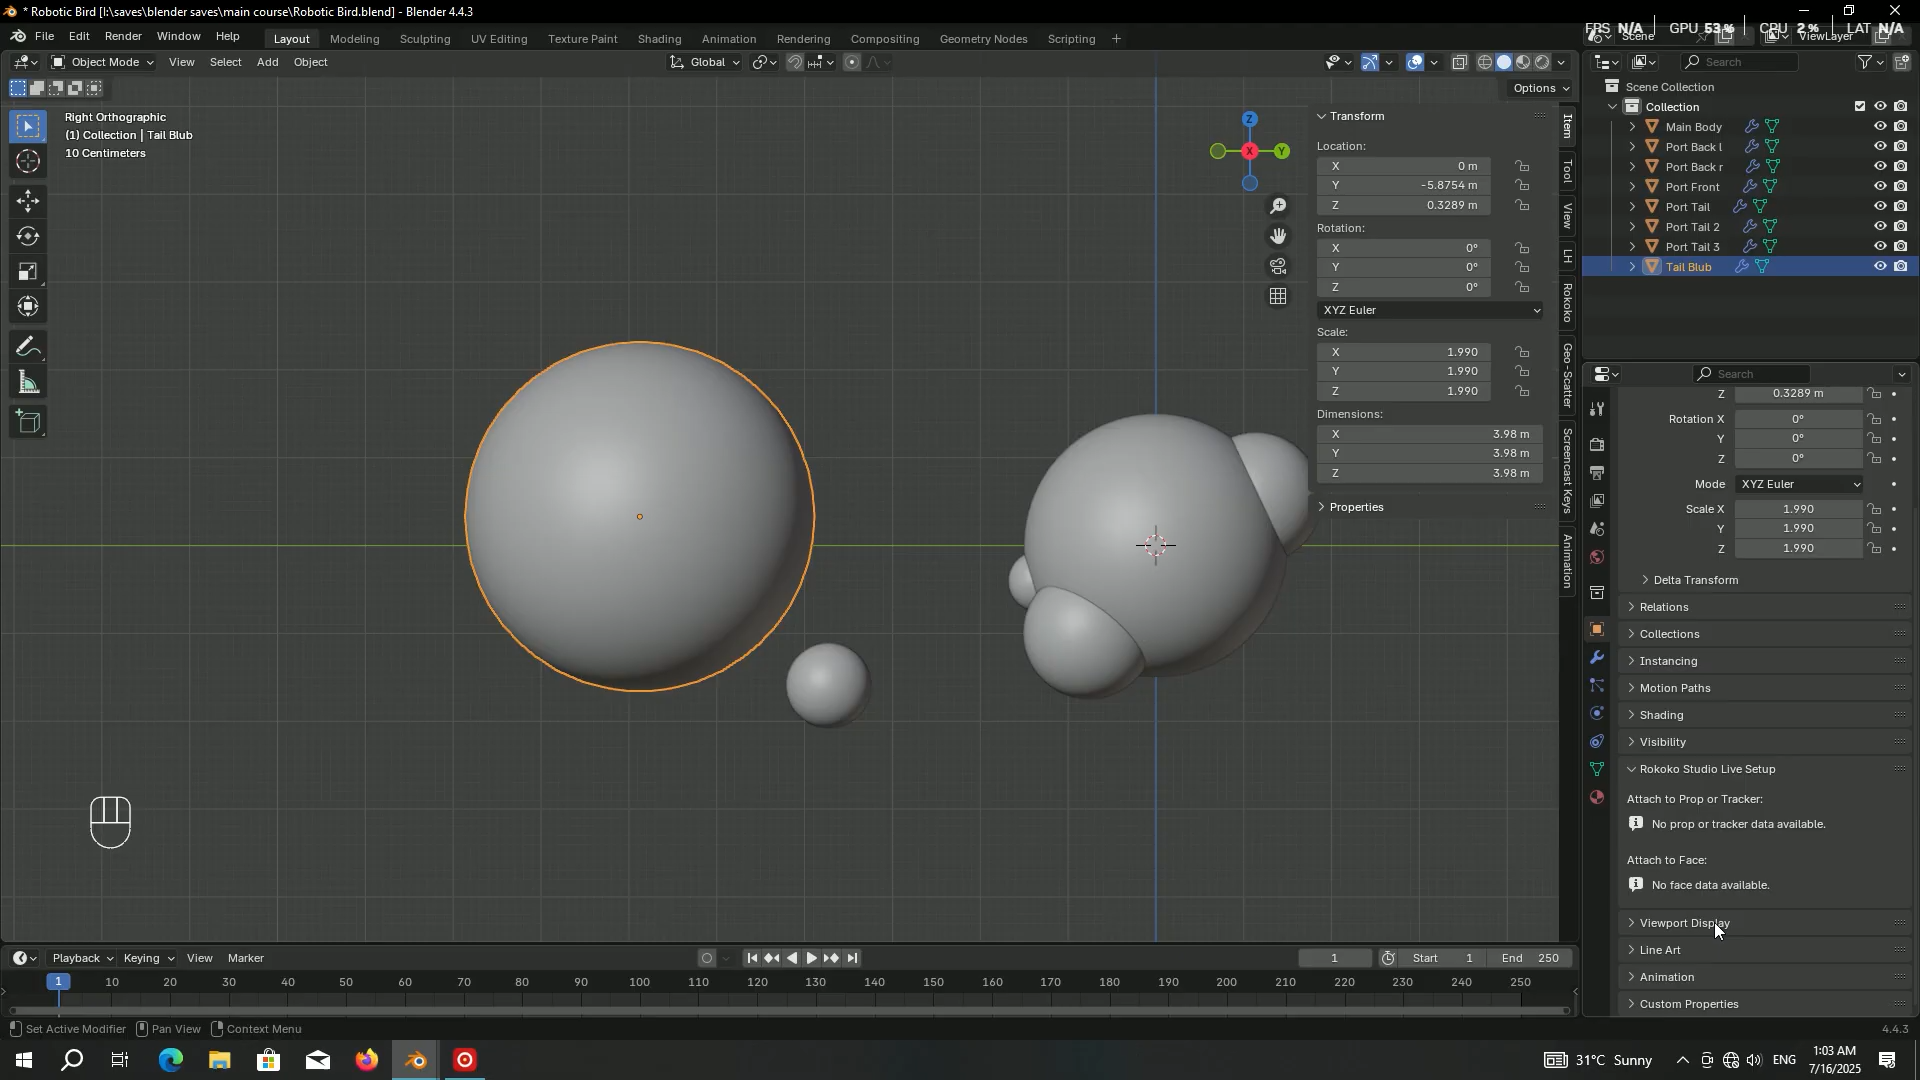 * Robotic Bird [I:\saves\blender saves\main course\Robotic Bird.blend] - Blender 4.4.3
FPS N/A GPU 53% CPU 2% LAT N/A
File Edit Render Window Help
Layout Modeling Sculpting UV Editing Texture Paint Shading Animation Rendering Compositing Geometry Nodes Scripting +
Scene ViewLayer
Object Mode View Select Add Object
Global
Search
Options
Right Orthographic
(1) Collection | Tail Blub
10 Centimeters
Z
Y
X
Transform
Location:
X 0 m
Y -5.8754 m
Z 0.3289 m
Rotation:
X 0°
Y 0°
Z 0°
XYZ Euler
Scale:
X 1.990
Y 1.990
Z 1.990
Dimensions:
X 3.98 m
Y 3.98 m
Z 3.98 m
Properties
Item
Tool
View
LH
Rokoko
Geo-Scatter
Screencast Keys
Animation
Scene Collection
Collection
Main Body
Port Back l
Port Back r
Port Front
Port Tail
Port Tail 2
Port Tail 3
Tail Blub
Search
Z 0.3289 m
Rotation X 0°
Y 0°
Z 0°
Mode XYZ Euler
Scale X 1.990
Y 1.990
Z 1.990
Delta Transform
Relations
Collections
Instancing
Motion Paths
Shading
Visibility
Rokoko Studio Live Setup
Attach to Prop or Tracker:
No prop or tracker data available.
Attach to Face:
No face data available.
Viewport Display
Line Art
Animation
Custom Properties
Playback Keying View Marker
1 Start 1 End 250
1 10 20 30 40 50 60 70 80 90 100 110 120 130 140 150 160 170 180 190 200 210 220 230 240 250
Set Active Modifier Pan View Context Menu
4.4.3
31°C Sunny ENG
1:03 AM
7/16/2025